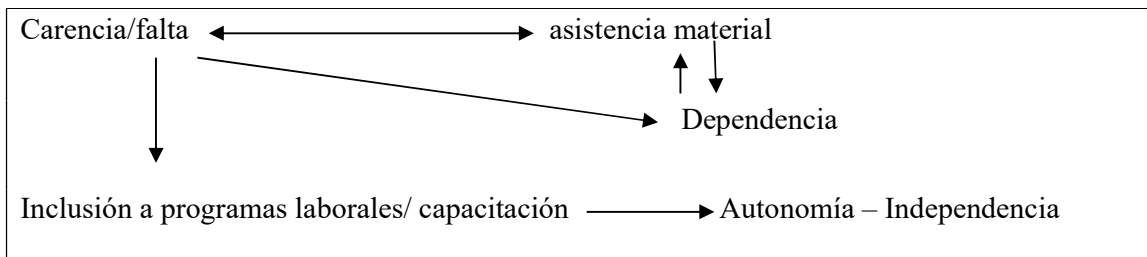 Carencia/falta asistencia material
Dependencia
Inclusión a programas laborales/ capacitación Autonomía – Independencia